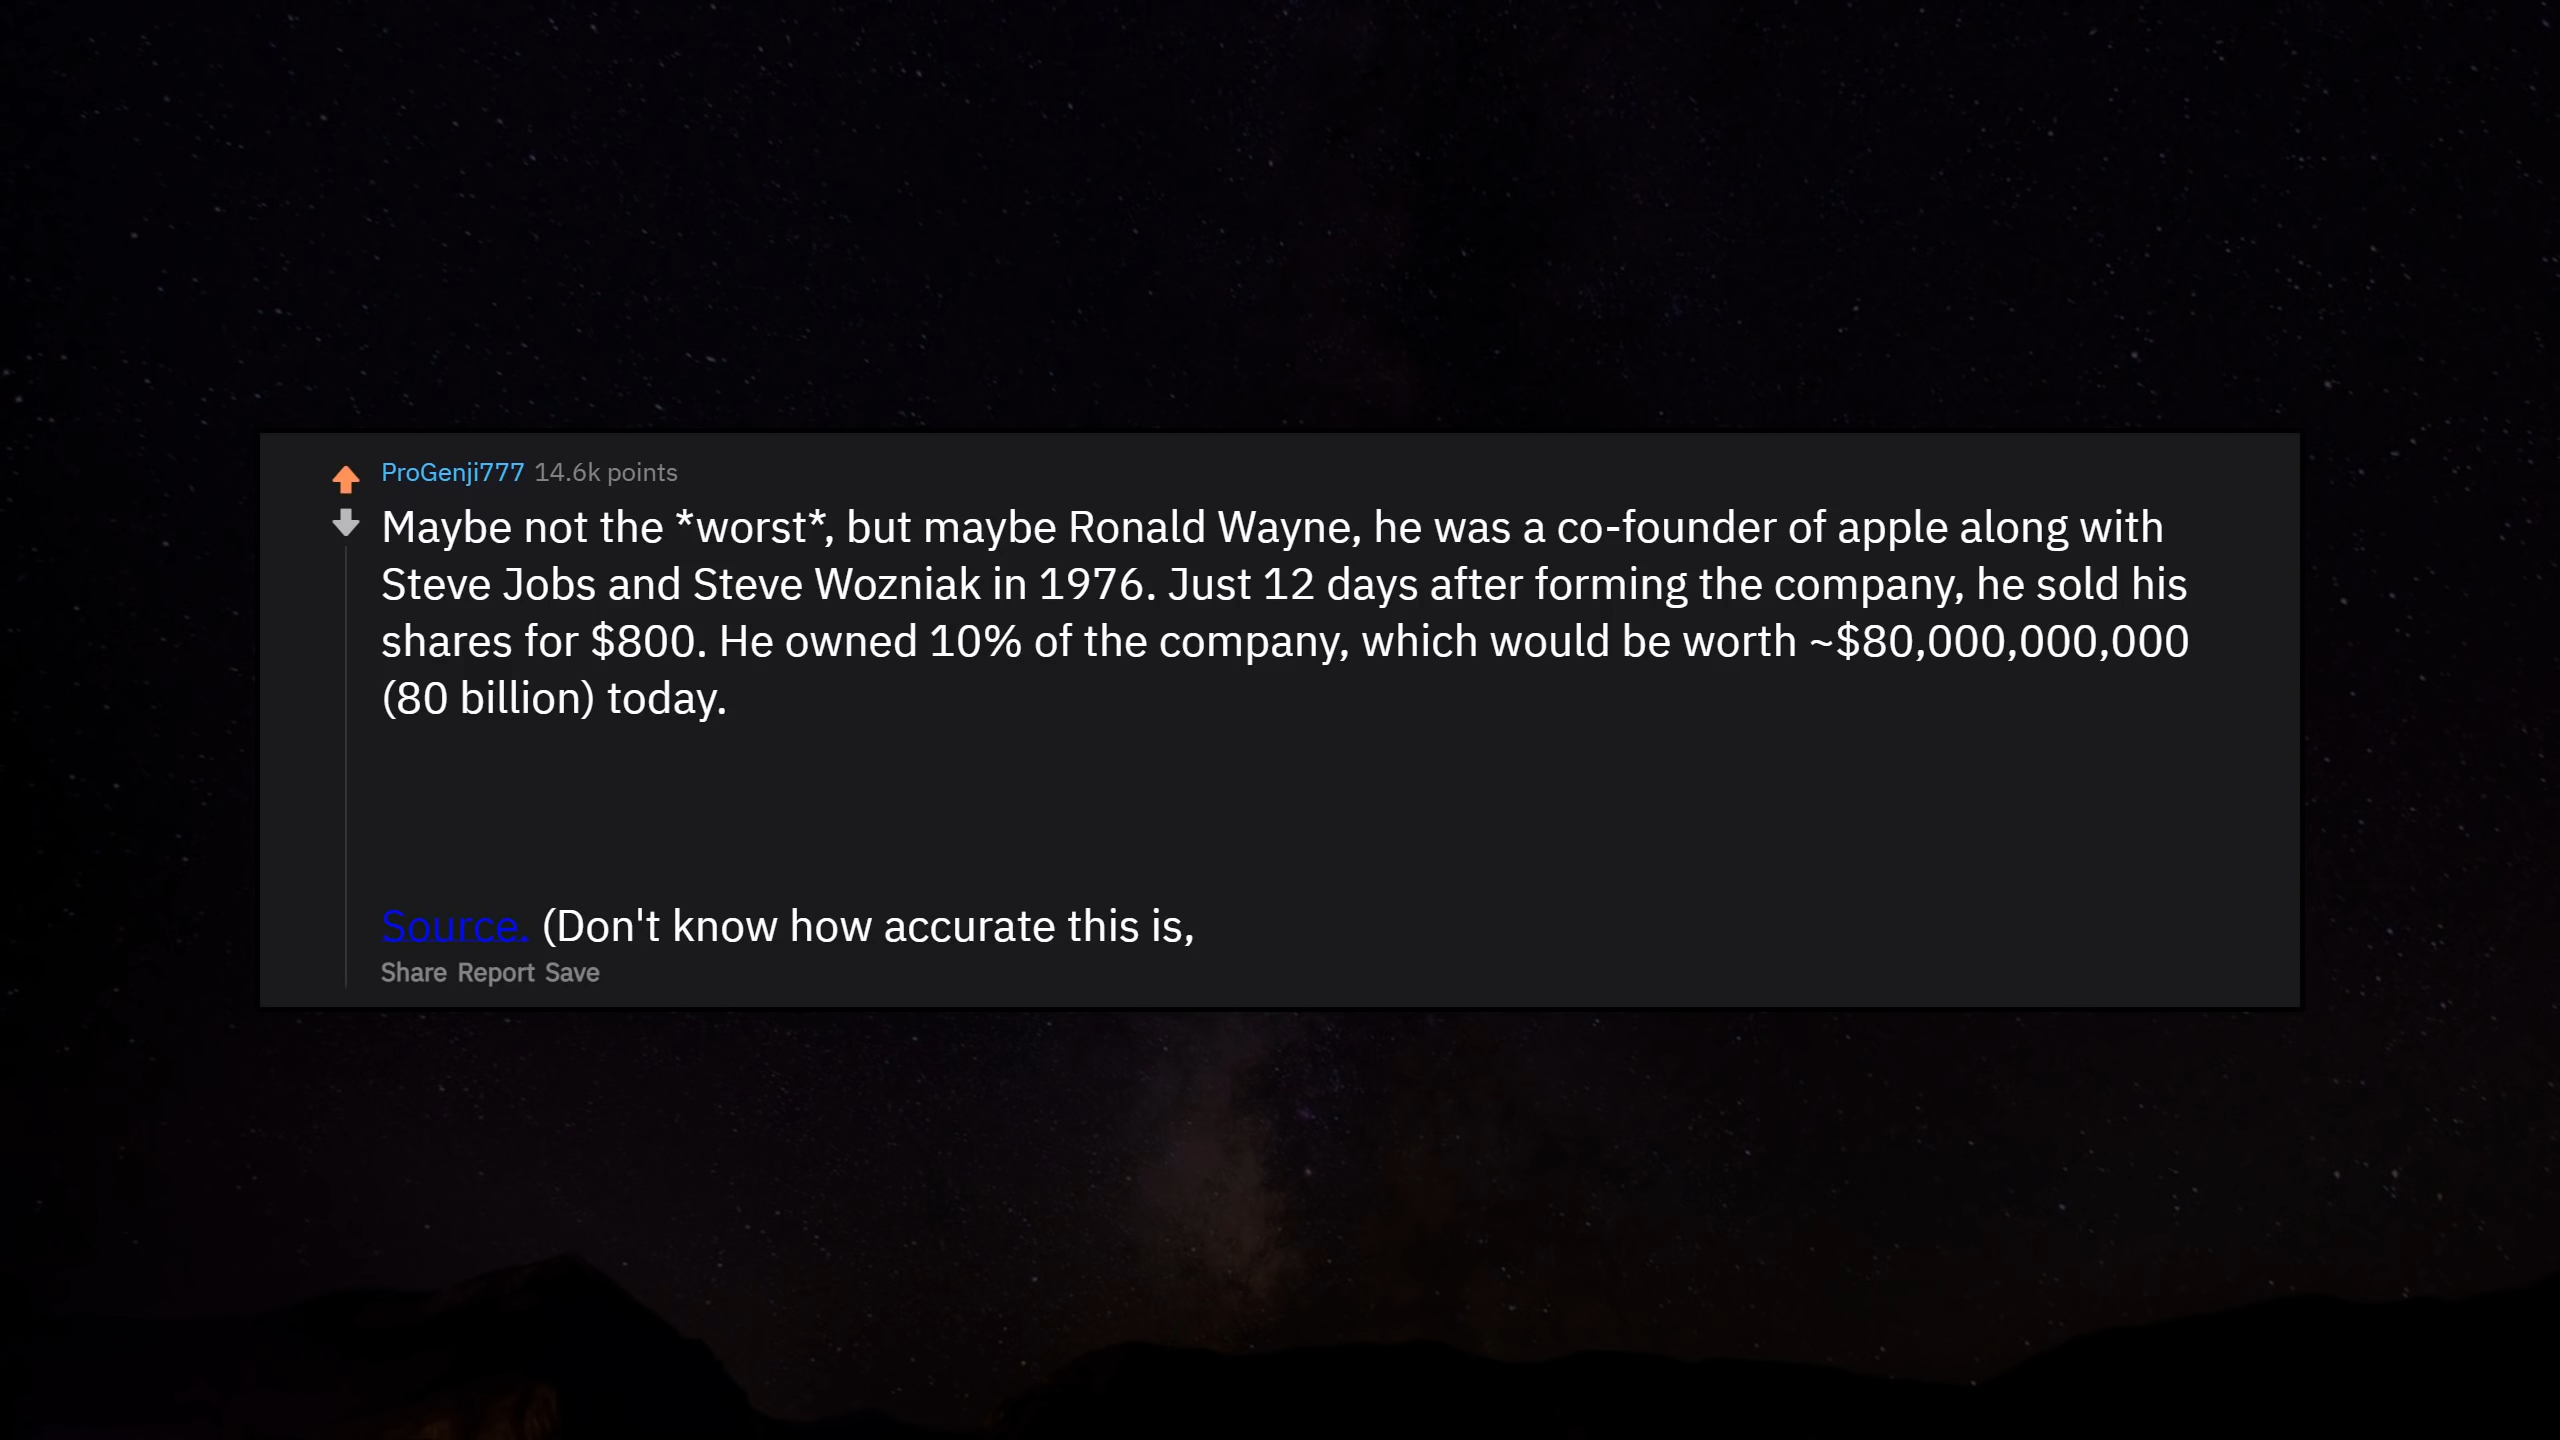 ProGenji777 14.6k points
Maybe not the *worst*, but maybe Ronald Wayne, he was a co-founder of apple along with
Steve Jobs and Steve Wozniak in 1976. Just 12 days after forming the company, he sold his
shares for $800. He owned 10% of the company, which would be worth ~$80,000,000,000
(80 billion) today.
Source. (Don't know how accurate this is,
Share Report Save